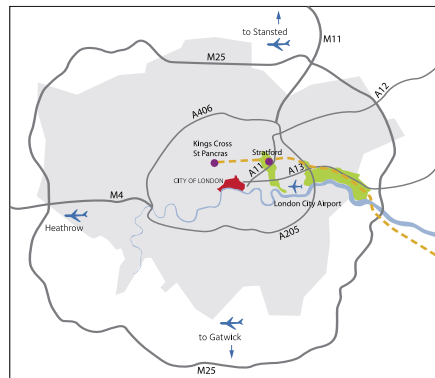 to Stansted
M11
M25
A12
A406
Kings Cross
St Pancras
Stratford
A11
A13
CITY OF LONDON
M4
London City Airport
Heathrow
A205
to Gatwick
M25